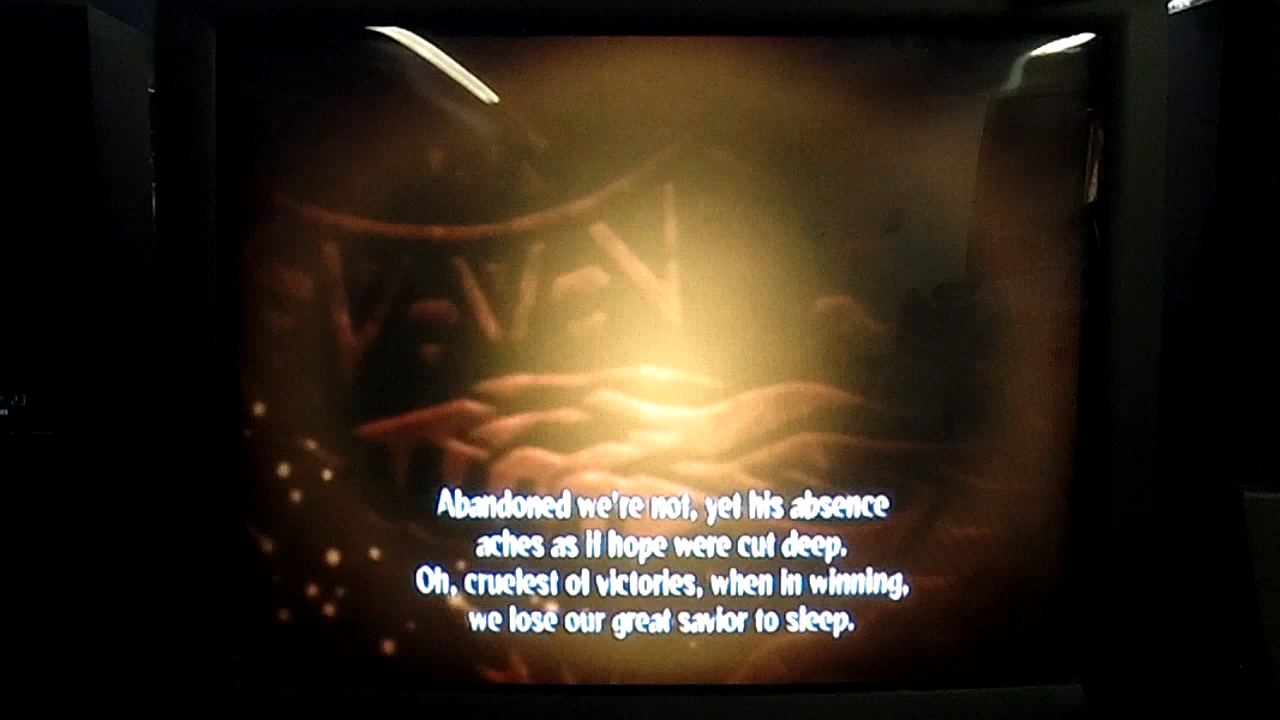 Abandoned we're not, yet his absence
aches as if hope were cut deep.
Oh, cruelest of victories, when in winning,
we lose our great savior to sleep.